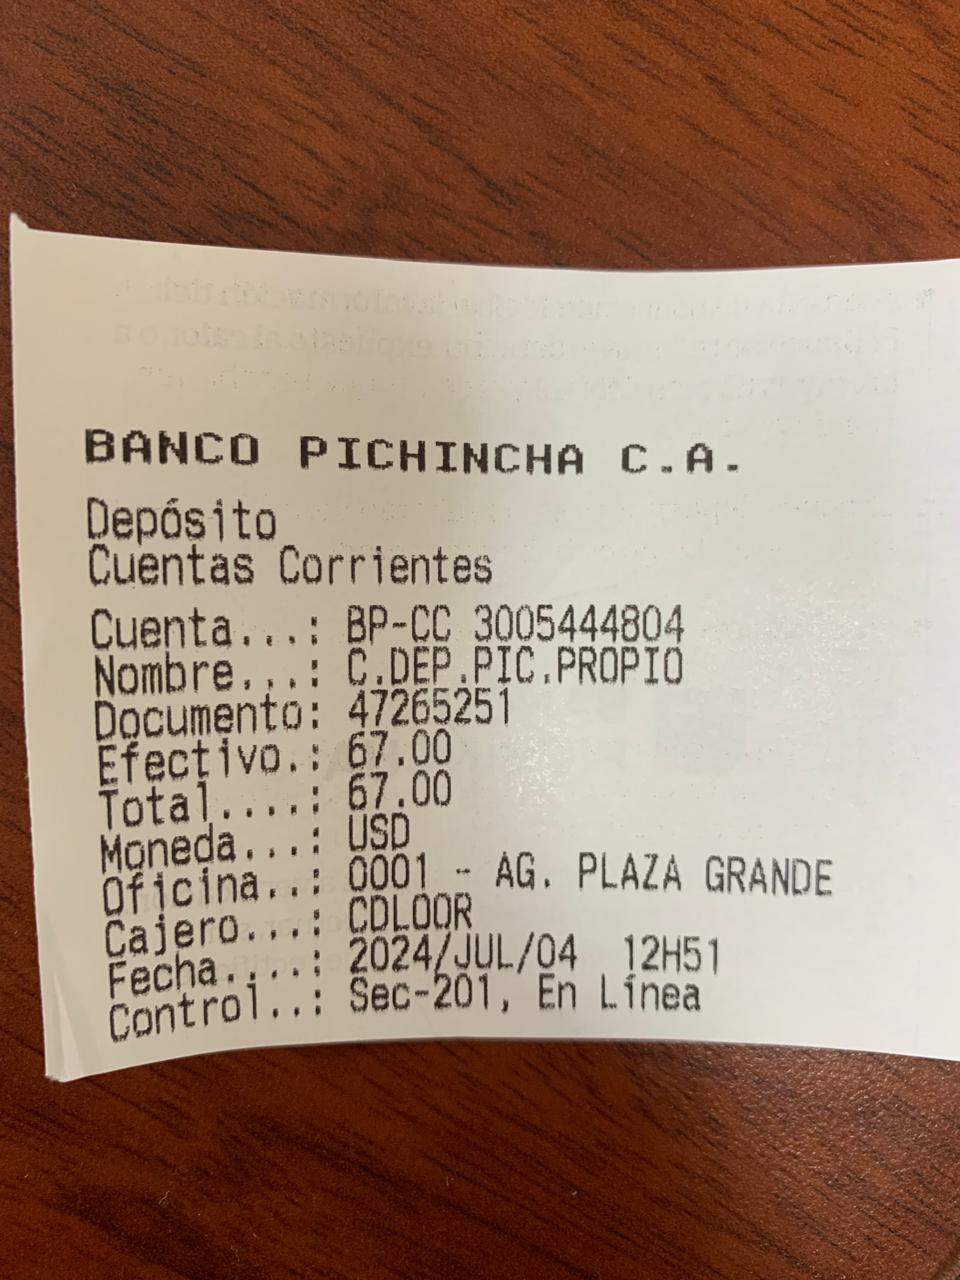 BANCO PICHINCHA C.A.
Depósito
Cuentas Corrientes
Cuenta...: BP-CC 3005444804
Nombre...: C.DEP.PIC.PROPIO
Documento: 47265251
Efectivo.: 67.00
Total....: 67.00
Moneda...: USD
Oficina..: 0001 - AG. PLAZA GRANDE
Cajero...: CDLOOR
Fecha....: 2024/JUL/04 12H51
Control..: Sec-201, En Línea